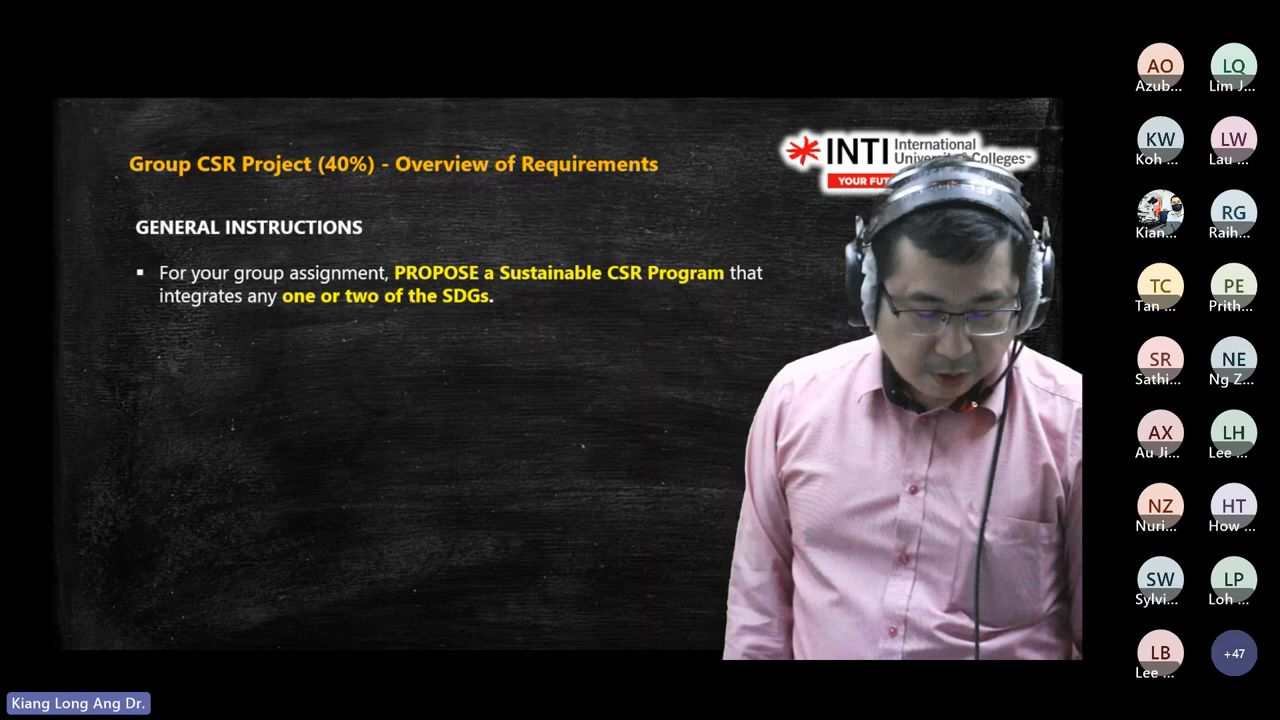 Group CSR Project (40%) - Overview of Requirements
INTI International
University & Colleges
YOUR FUT
GENERAL INSTRUCTIONS
▪ For your group assignment, PROPOSE a Sustainable CSR Program that
integrates any one or two of the SDGs.
AO LQ
Azub... Lim J...
KW LW
Koh ... Lau ...
RG
Kian... Raih...
TC PE
Tan ... Prith...
SR NE
Sathi... Ng Z...
AX LH
Au Ji... Lee ...
NZ HT
Nuri... How ...
SW LP
Sylvi... Loh ...
LB +47
Lee ...
Kiang Long Ang Dr.